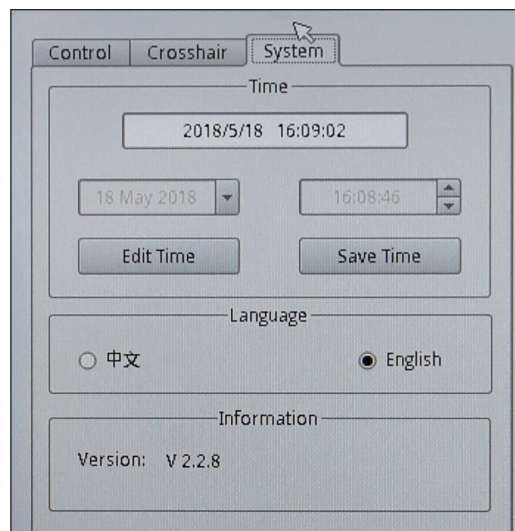 Control Crosshair System
Time
2018/5/18 16:09:02
18 May 2018 16:08:46
Edit Time Save Time
Language
中文 English
Information
Version: V 2.2.8